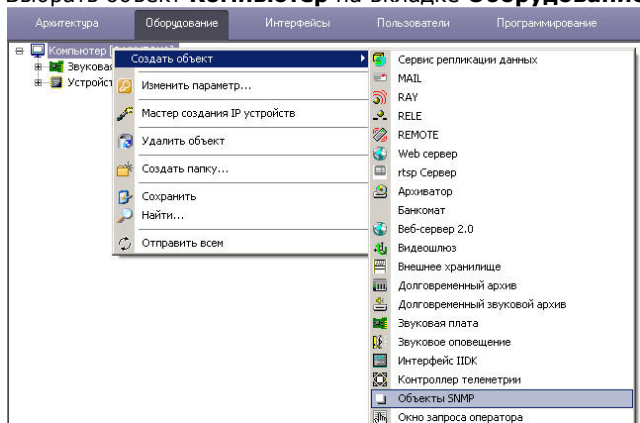 Выбрать объект Компьютер на вкладке Оборудование
Архитектура Оборудование Интерфейсы Пользователи Программирование
Компьютер
Звуковая
Устройст
Создать объект
Изменить параметр...
Мастер создания IP устройств
Удалить объект
Создать папку...
Сохранить
Найти...
Отправить всем
Сервис репликации данных
MAIL
RAY
RELE
REMOTE
Web сервер
rtsp Сервер
Архиватор
Банкомат
Веб-сервер 2.0
Видеошлюз
Внешнее хранилище
Долговременный архив
Долговременный звуковой архив
Звуковая плата
Звуковое оповещение
Интерфейс IIDK
Контроллер телеметрии
Объекты SNMP
Окно запроса оператора